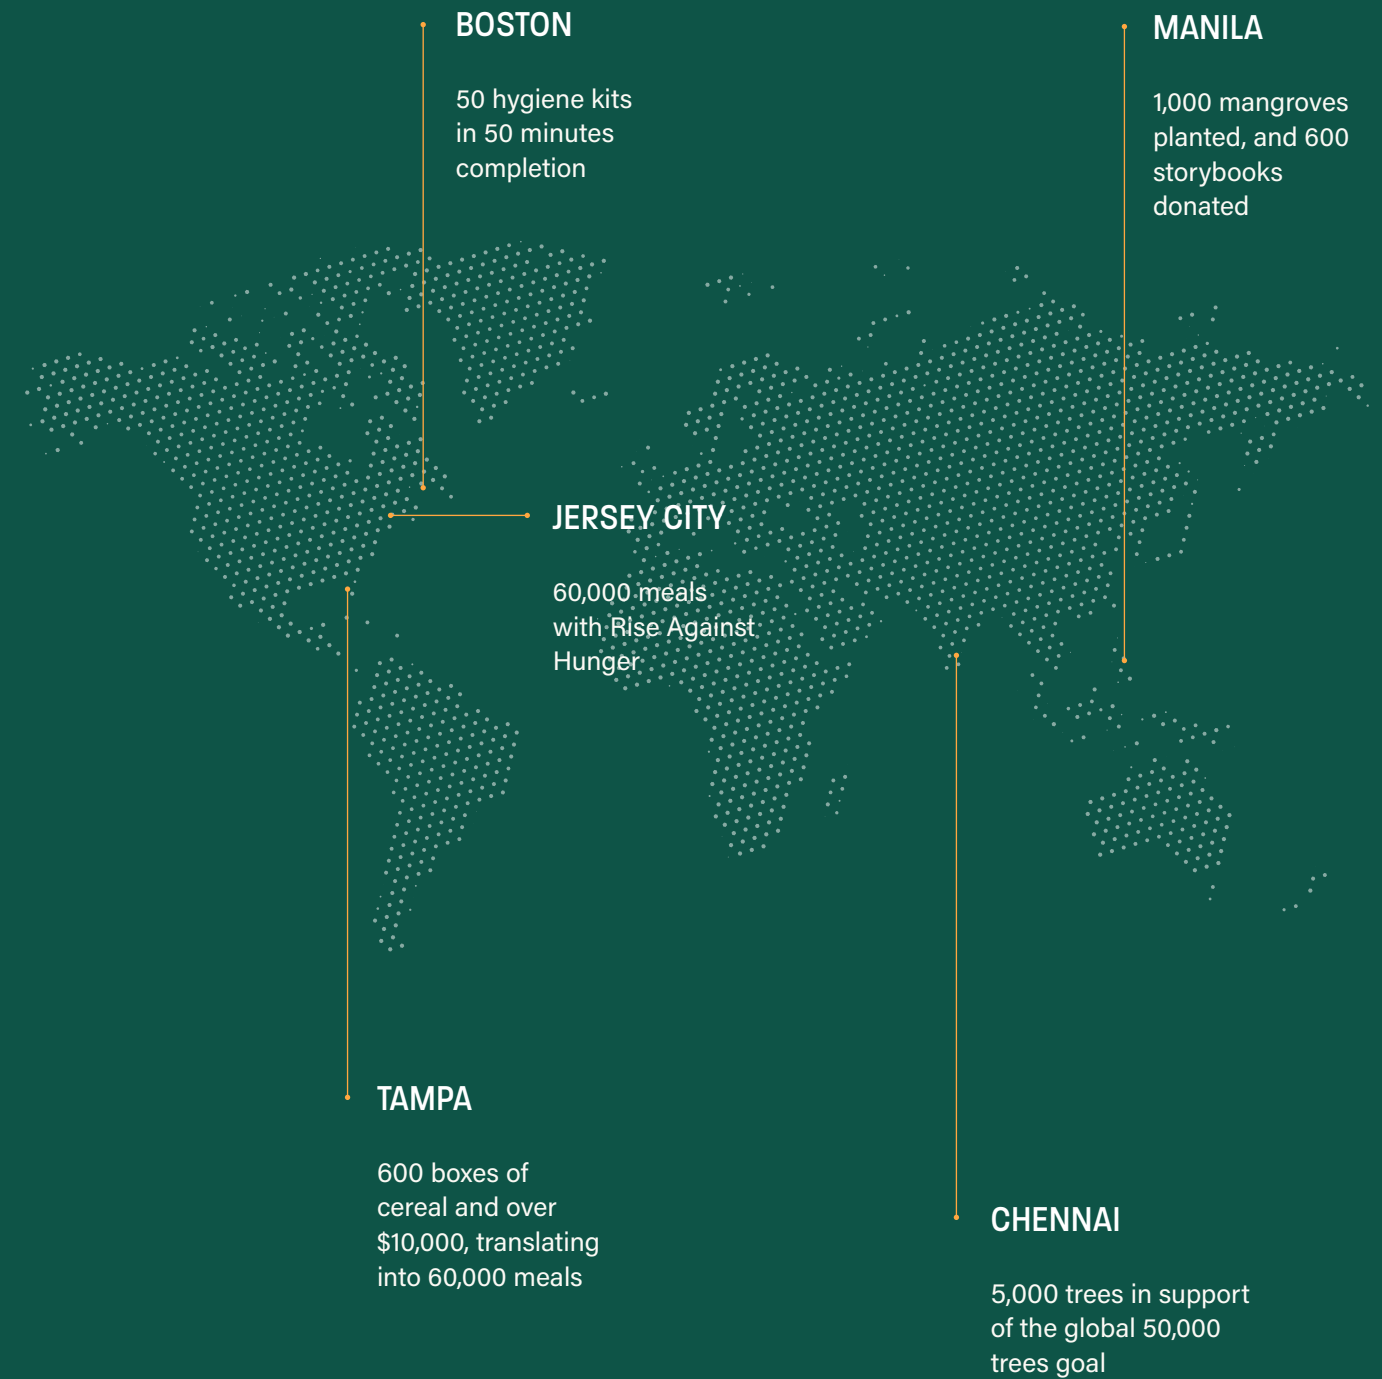 BOSTON
50 hygiene kits
in 50 minutes
completion
MANILA
1,000 mangroves
planted, and 600
storybooks
donated
JERSEY CITY
60,000 meals
with Rise Against
Hunger
TAMPA
600 boxes of
cereal and over
$10,000, translating
into 60,000 meals
CHENNAI
5,000 trees in support
of the global 50,000
trees goal